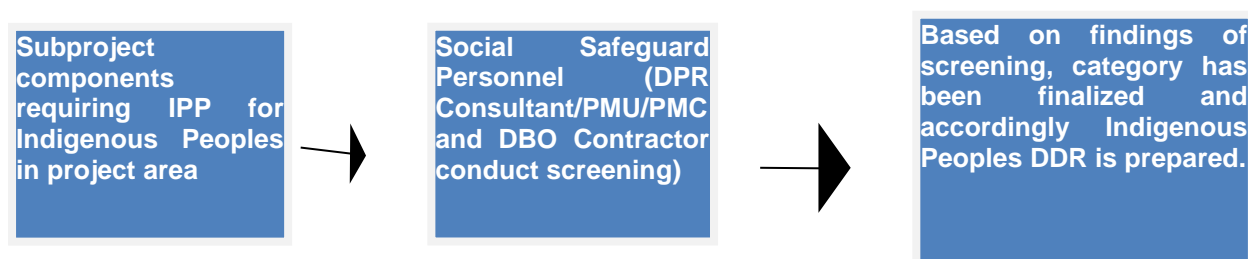 Subproject
components
requiring IPP for
Indigenous Peoples
in project area
Social Safeguard
Personnel (DPR
Consultant/PMU/PMC
and DBO Contractor
conduct screening)
Based on findings of
screening, category has
been finalized and
accordingly Indigenous
Peoples DDR is prepared.